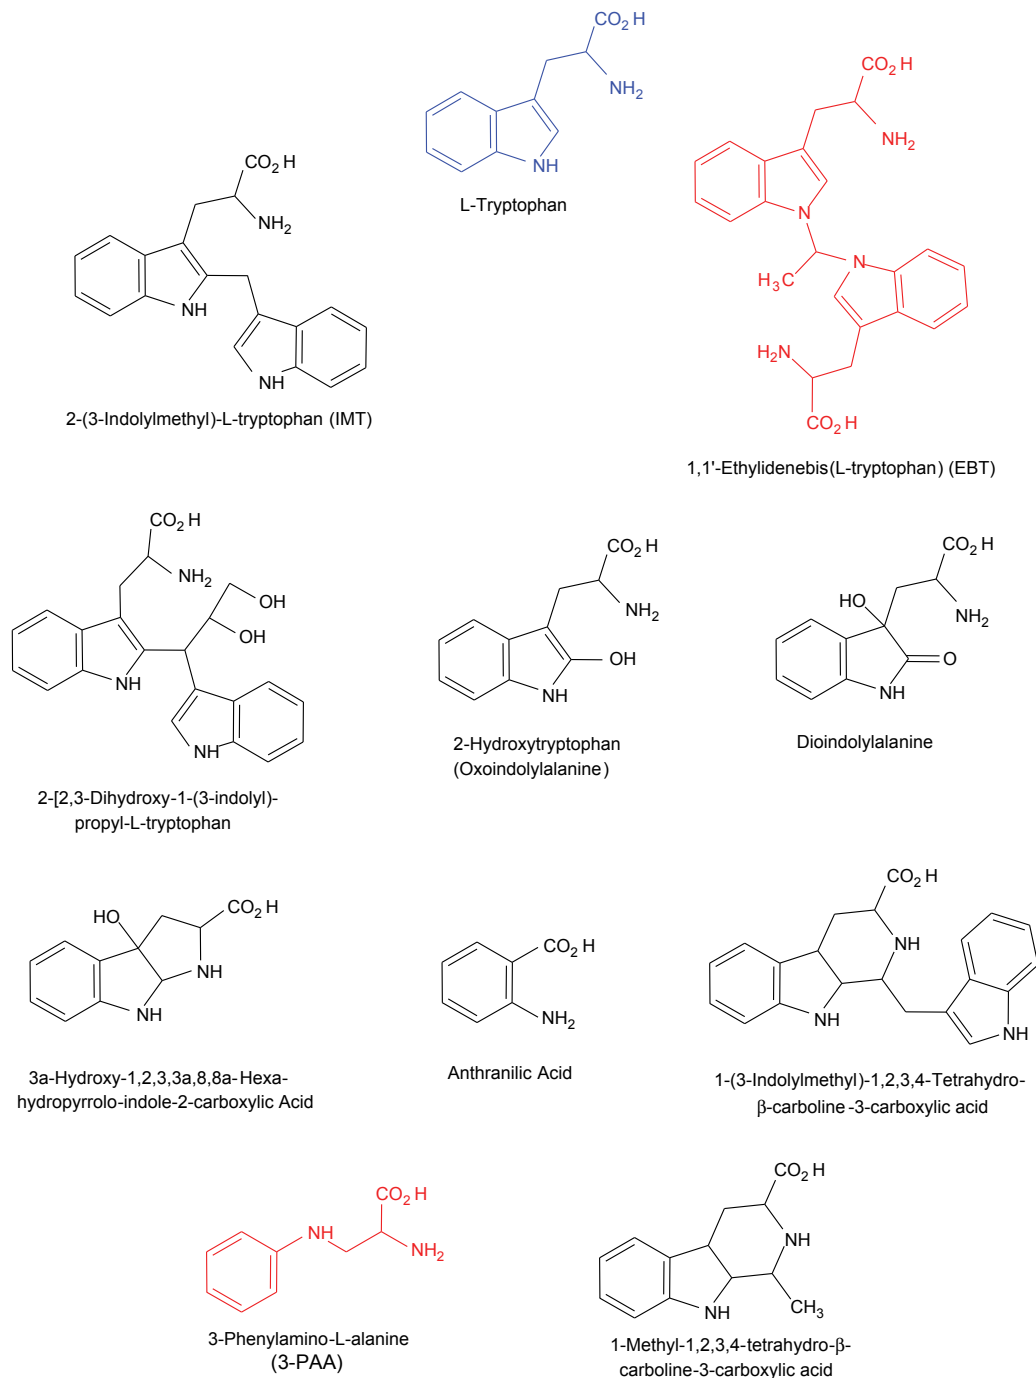 CO2H
NH2
NH
L-Tryptophan
CO2H
NH2
N
N
H3C
H2N
CO2H
1,1'-Ethylidenebis(L-tryptophan) (EBT)
CO2H
NH2
NH
NH
2-(3-Indolylmethyl)-L-tryptophan (IMT)
CO2H
NH2
OH
OH
NH
NH
2-[2,3-Dihydroxy-1-(3-indolyl)-
propyl-L-tryptophan
CO2H
NH2
OH
NH
2-Hydroxytryptophan
(Oxoindolylalanine)
CO2H
HO
NH2
O
NH
Dioindolylalanine
HO
CO2H
NH
NH
3a-Hydroxy-1,2,3,3a,8,8a-Hexa-
hydropyrrolo-indole-2-carboxylic Acid
CO2H
NH2
Anthranilic Acid
CO2H
NH
NH
NH
1-(3-Indolylmethyl)-1,2,3,4-Tetrahydro-
β-carboline-3-carboxylic acid
CO2H
NH
NH2
3-Phenylamino-L-alanine
(3-PAA)
CO2H
NH
NH
CH3
1-Methyl-1,2,3,4-tetrahydro-β-
carboline-3-carboxylic acid